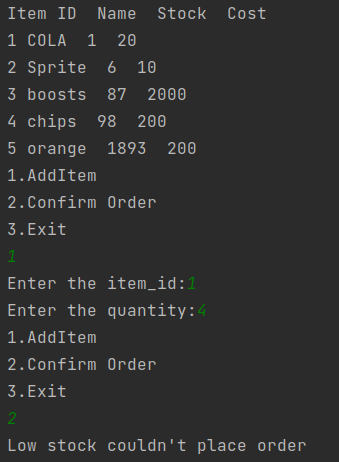 Item ID  Name  Stock  Cost
1 COLA  1  20
2 Sprite  6  10
3 boosts  87  2000
4 chips  98  200
5 orange  1893  200
1.AddItem
2.Confirm Order
3.Exit
1
Enter the item_id:1
Enter the quantity:4
1.AddItem
2.Confirm Order
3.Exit
2
Low stock couldn't place order